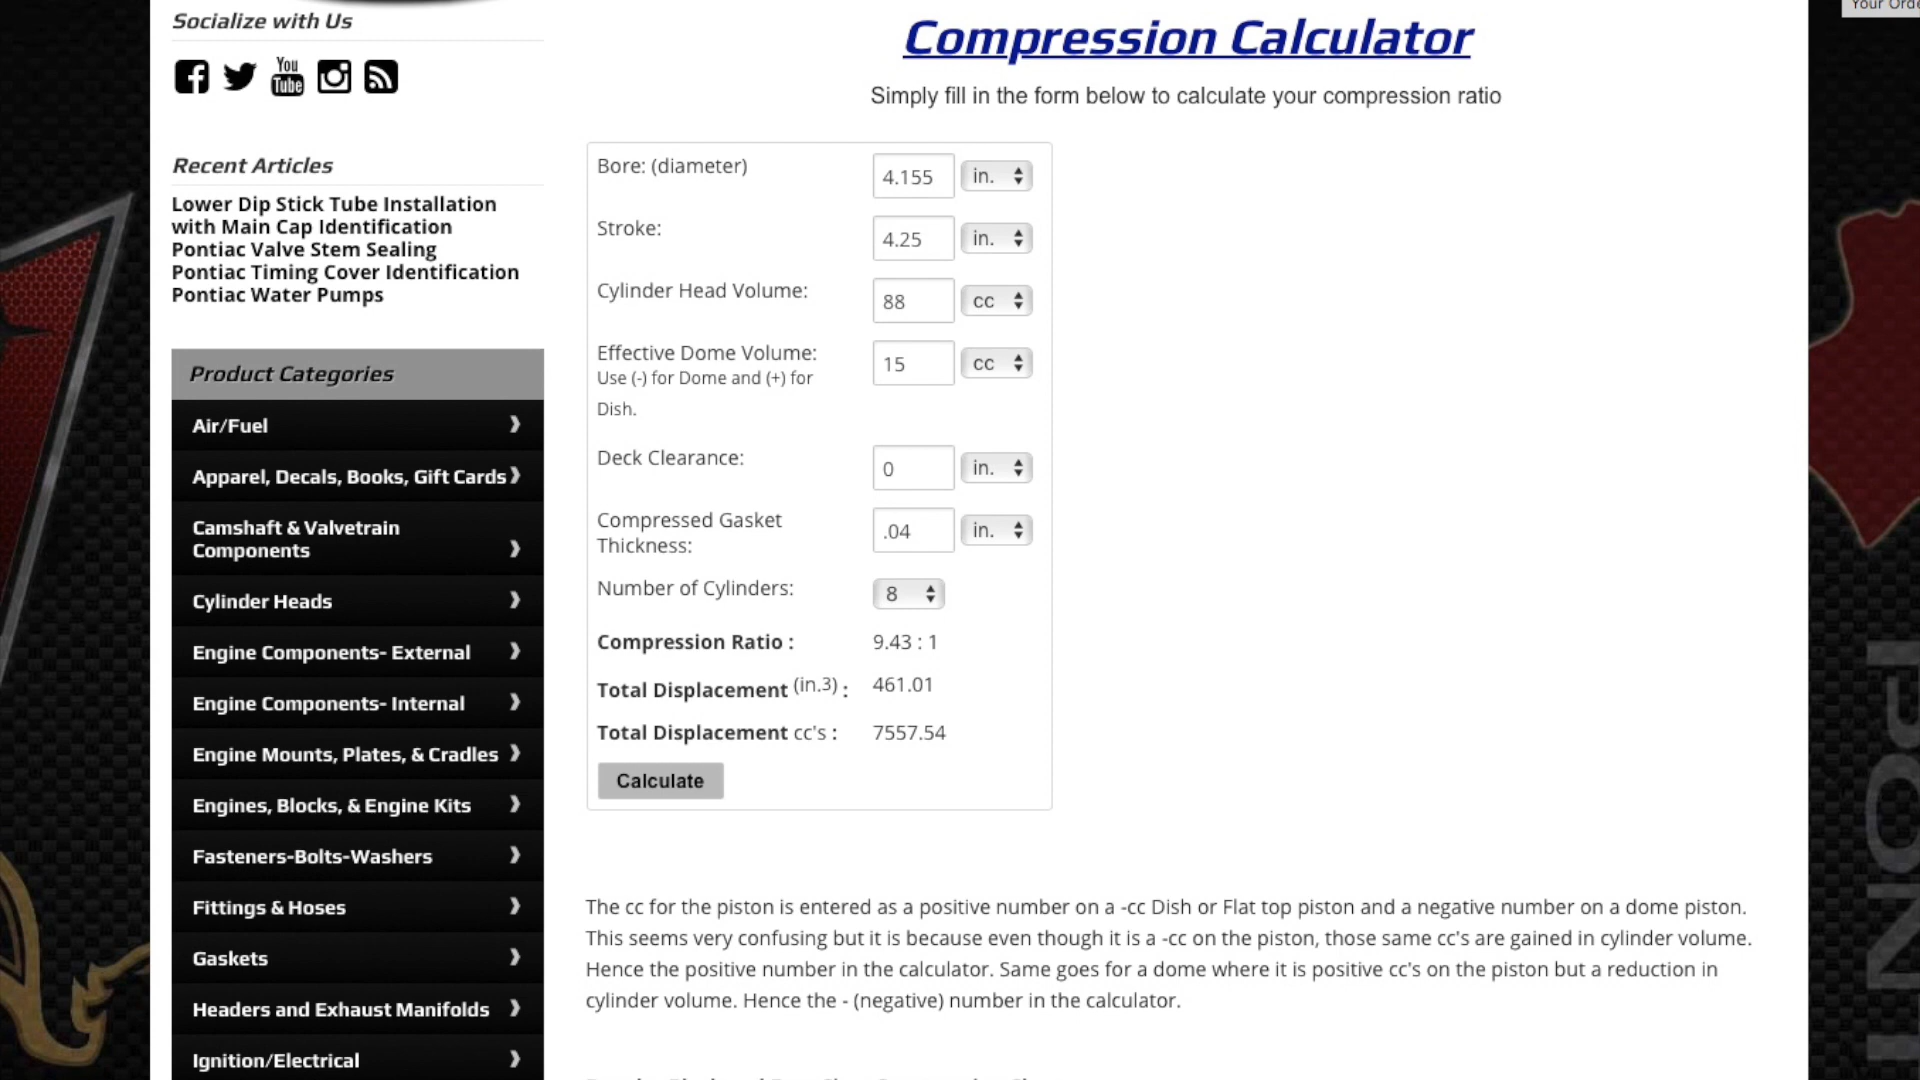 Your Orde
Socialize with Us
You
Tube
Recent Articles
Lower Dip Stick Tube Installation
with Main Cap Identification
Pontiac Valve Stem Sealing
Pontiac Timing Cover Identification
Pontiac Water Pumps
Product Categories
Air/Fuel
Apparel, Decals, Books, Gift Cards
Camshaft & Valvetrain
Components
Cylinder Heads
Engine Components- External
Engine Components- Internal
Engine Mounts, Plates, & Cradles
Engines, Blocks, & Engine Kits
Fasteners-Bolts-Washers
Fittings & Hoses
Gaskets
Headers and Exhaust Manifolds
Ignition/Electrical
Compression Calculator
Simply fill in the form below to calculate your compression ratio
Bore: (diameter) 4.155 in.
Stroke: 4.25 in.
Cylinder Head Volume: 88 cc
Effective Dome Volume: 15 cc
Use (-) for Dome and (+) for
Dish.
Deck Clearance: 0 in.
Compressed Gasket
Thickness: .04 in.
Number of Cylinders: 8
Compression Ratio : 9.43 : 1
Total Displacement (in.3) : 461.01
Total Displacement cc's : 7557.54
Calculate
The cc for the piston is entered as a positive number on a -cc Dish or Flat top piston and a negative number on a dome piston.
This seems very confusing but it is because even though it is a -cc on the piston, those same cc's are gained in cylinder volume.
Hence the positive number in the calculator. Same goes for a dome where it is positive cc's on the piston but a reduction in
cylinder volume. Hence the - (negative) number in the calculator.
PONT